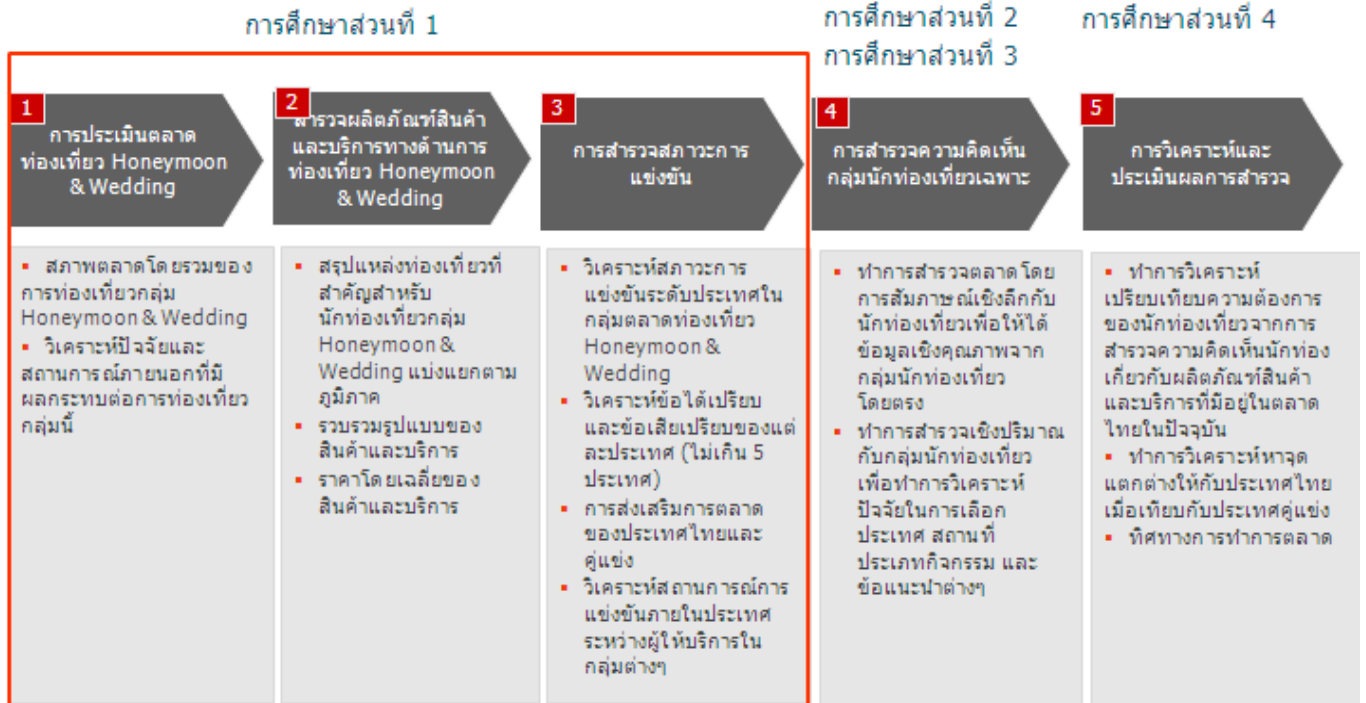 การศึกษาส่วนที่ 1
การศึกษาส่วนที่ 2
การศึกษาส่วนที่ 3
การศึกษาส่วนที่ 4
1
การประเมินตลาด
ท่องเที่ยว Honeymoon
& Wedding
2
สำรวจผลิตภัณฑ์สินค้า
และบริการทางด้านการ
ท่องเที่ยว Honeymoon
& Wedding
3
การสำรวจสภาวะการ
แข่งขัน
4
การสำรวจความคิดเห็น
กลุ่มนักท่องเที่ยวเฉพาะ
5
การวิเคราะห์และ
ประเมินผลการสำรวจ
▪ สภาพตลาดโดยรวมของ
การท่องเที่ยวกลุ่ม
Honeymoon & Wedding
▪ วิเคราะห์ปัจจัยและ
สถานการณ์ภายนอกที่มี
ผลกระทบต่อการท่องเที่ยว
กลุ่มนี้
▪ สรุปแหล่งท่องเที่ยวที่
สำคัญสำหรับ
นักท่องเที่ยวกลุ่ม
Honeymoon &
Wedding แบ่งแยกตาม
ภูมิภาค
▪ รวบรวมรูปแบบของ
สินค้าและบริการ
▪ ราคาโดยเฉลี่ยของ
สินค้าและบริการ
▪ วิเคราะห์สภาวะการ
แข่งขันระดับประเทศใน
กลุ่มตลาดท่องเที่ยว
Honeymoon &
Wedding
▪ วิเคราะห์ข้อได้เปรียบ
และข้อเสียเปรียบของแต่
ละประเทศ (ไม่เกิน 5
ประเทศ)
▪ การส่งเสริมการตลาด
ของประเทศไทยและ
คู่แข่ง
▪ วิเคราะห์สถานการณ์การ
แข่งขันภายในประเทศ
ระหว่างผู้ให้บริการใน
กลุ่มต่างๆ
▪ ทำการสำรวจตลาดโดย
การสัมภาษณ์เชิงลึกกับ
นักท่องเที่ยวเพื่อให้ได้
ข้อมูลเชิงคุณภาพจาก
กลุ่มนักท่องเที่ยว
โดยตรง
▪ ทำการสำรวจเชิงปริมาณ
กับกลุ่มนักท่องเที่ยว
เพื่อทำการวิเคราะห์
ปัจจัยในการเลือก
ประเทศ สถานที่
ประเภทกิจกรรม และ
ข้อแนะนำต่างๆ
▪ ทำการวิเคราะห์
เปรียบเทียบความต้องการ
ของนักท่องเที่ยวจากการ
สำรวจความคิดเห็นนักท่อง
เกี่ยวกับผลิตภัณฑ์สินค้า
และบริการที่มีอยู่ในตลาด
ไทยในปัจจุบัน
▪ ทำการวิเคราะห์หาจุด
แตกต่างให้กับประเทศไทย
เมื่อเทียบกับประเทศคู่แข่ง
▪ ทิศทางการทำการตลาด